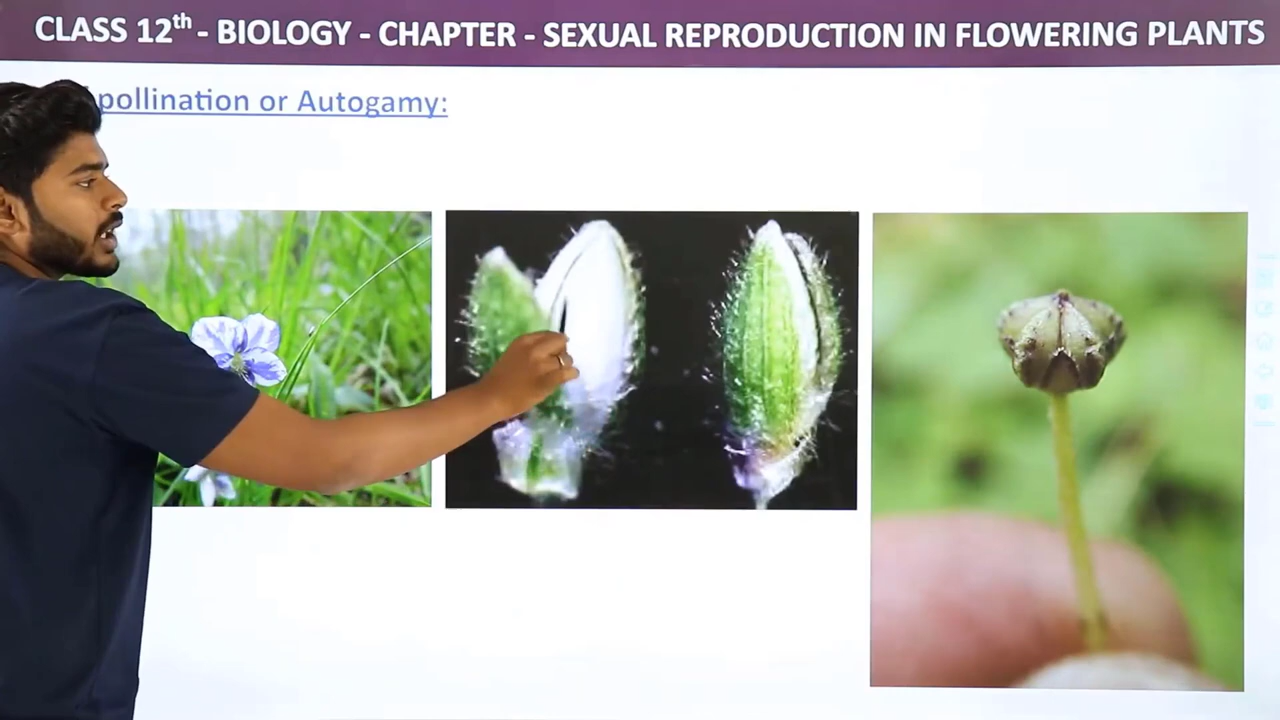 CLASS 12th - BIOLOGY - CHAPTER - SEXUAL REPRODUCTION IN FLOWERING PLANTS
pollination or Autogamy: